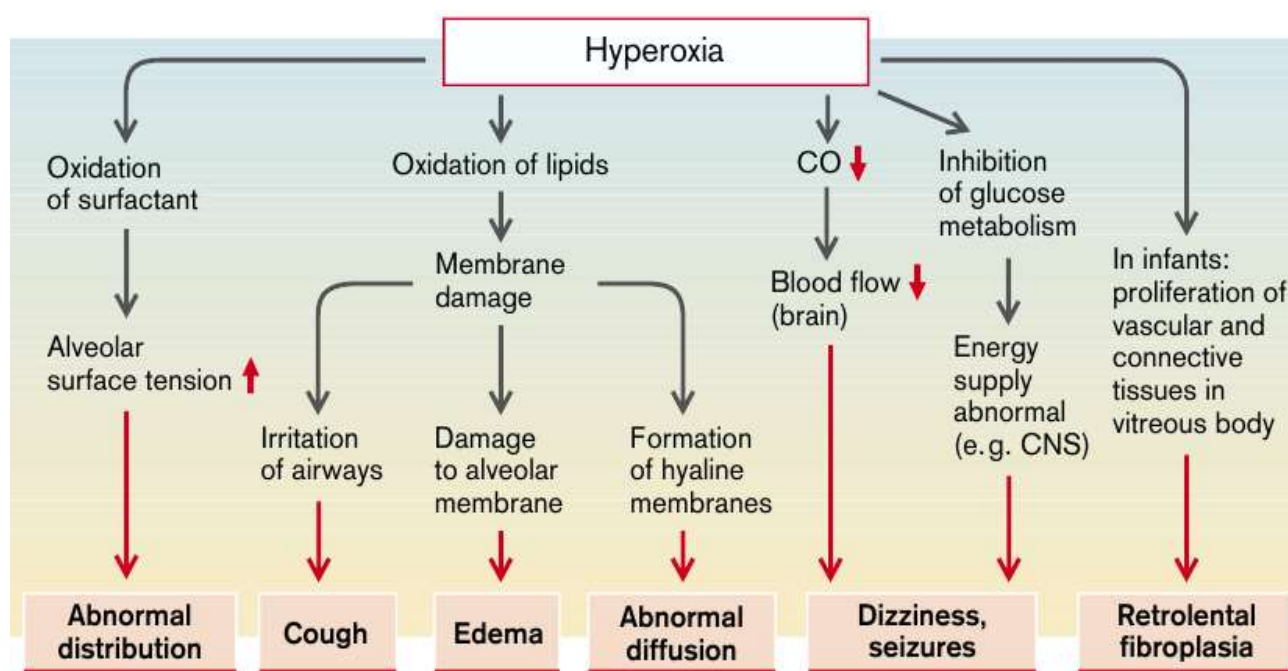 Hyperoxia
Oxidation
of surfactant
Alveolar
surface tension
Abnormal
distribution
Oxidation of lipids
Membrane
damage
Irritation
of airways
Cough
Damage
to alveolar
membrane
Edema
Formation
of hyaline
membranes
Abnormal
diffusion
CO
Blood flow
(brain)
Inhibition
of glucose
metabolism
Energy
supply
abnormal
(e.g. CNS)
Dizziness,
seizures
In infants:
proliferation of
vascular and
connective
tissues in
vitreous body
Retrolental
fibroplasia